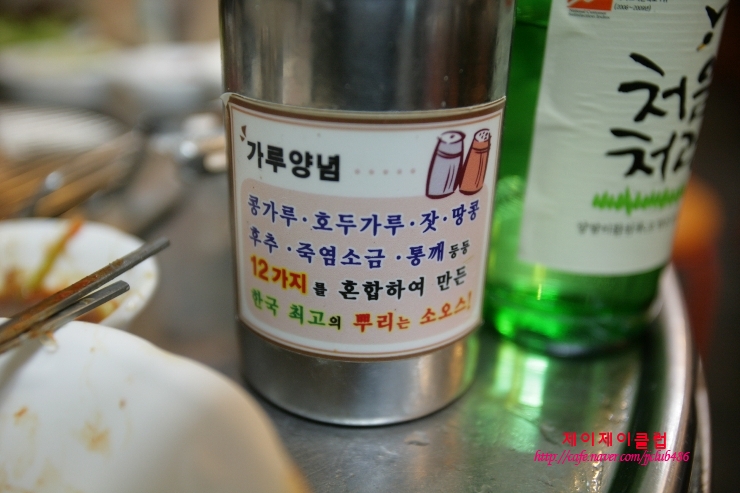 가루양념 .....
콩가루·호두가루·잣·땅콩
후추·죽염소금·통깨 등등
12가지를 혼합하여 만든
한국 최고의 뿌리는 소오스!
처음
처럼
제이제이클럽
http://cafe.naver.com/jjclub486